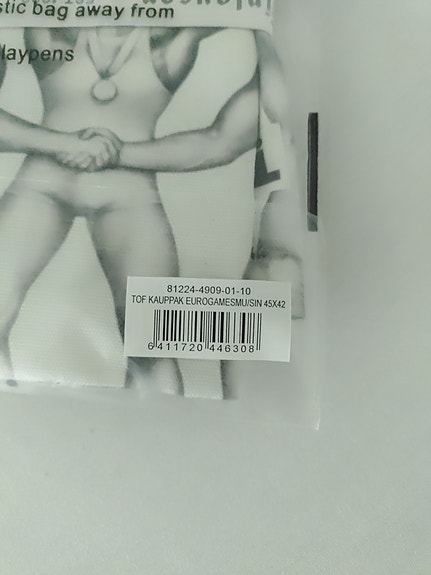 stic bag away from
laypens
81224-4909-01-10
TOF KAUPPAK EUROGAMESMU/SIN 45X42
6 411720 446308